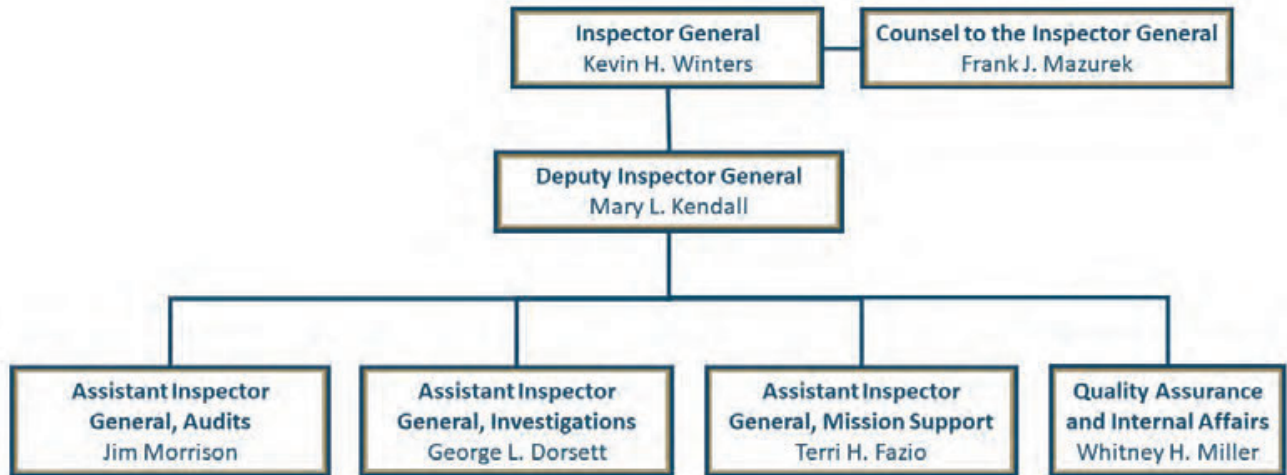 Inspector General
Kevin H. Winters
Counsel to the Inspector General
Frank J. Mazurek
Deputy Inspector General
Mary L. Kendall
Assistant Inspector
General, Audits
Jim Morrison
Assistant Inspector
General, Investigations
George L. Dorsett
Assistant Inspector
General, Mission Support
Terri H. Fazio
Quality Assurance
and Internal Affairs
Whitney H. Miller